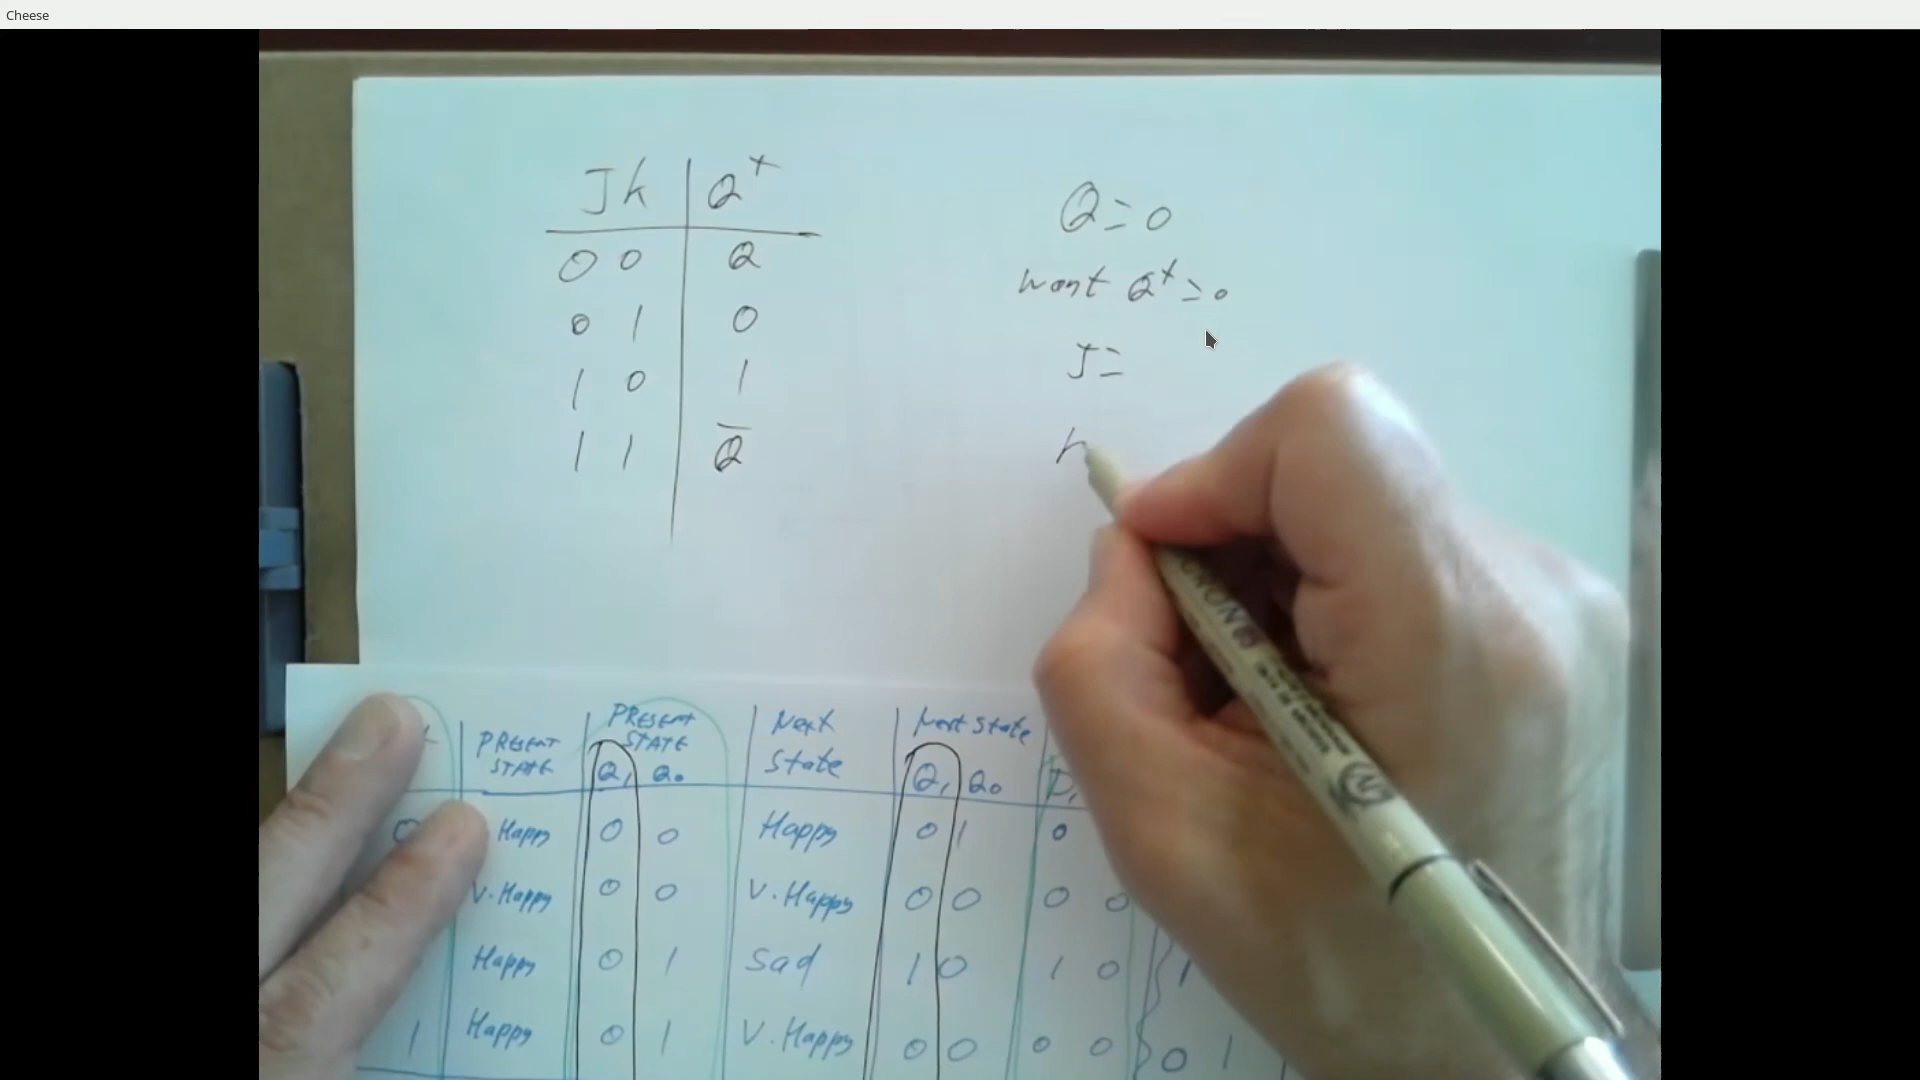 Cheese
J K Q+
0 0 Q
0 1 0
1 0 1
1 1 Q̅
Q = 0
want Q+ = 0
J =
PRESENT STATE PRESENT STATE Next State Next State
Q1 Q0 Q1 Q0 D1
0 Happy 0 0 Happy 0 1 0
V. Happy 0 0 V. Happy 0 0 0 0
Happy 0 1 Sad 1 0 1 0 1
1 Happy 0 1 V. Happy 0 0 0 0 0 1